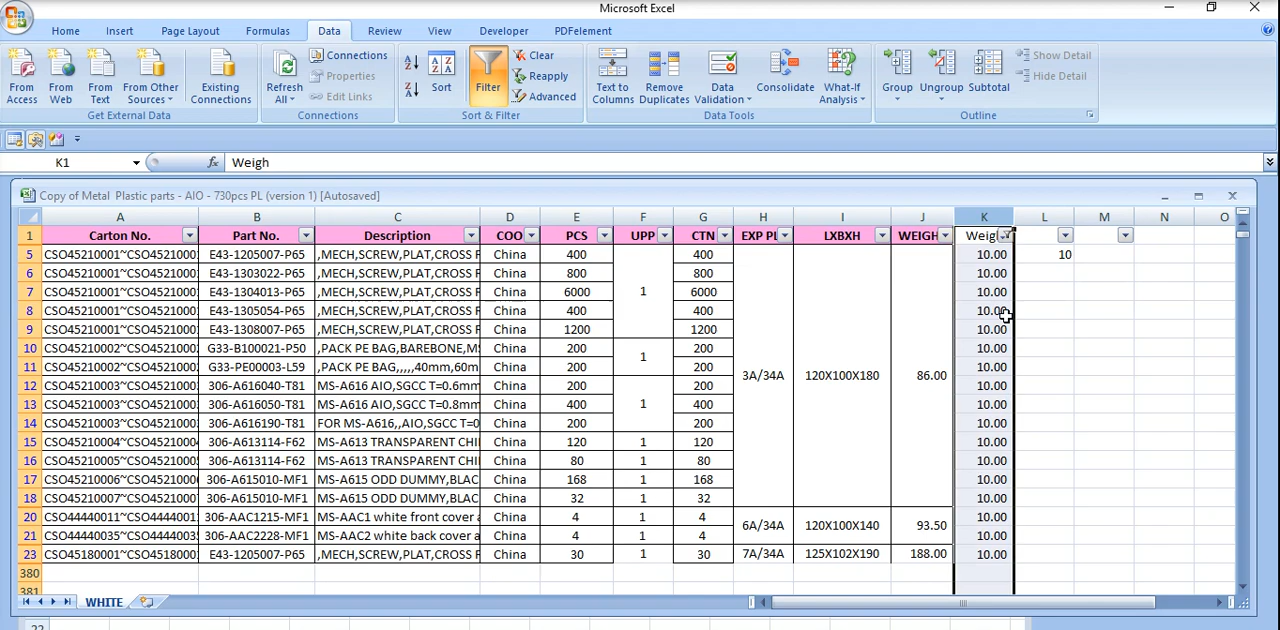 Microsoft Excel
Home Insert Page Layout Formulas Data Review View Developer PDFelement
From Access
From Web
From Text
From Other Sources
Existing Connections
Get External Data
Refresh All
Connections
Properties
Edit Links
Connections
Sort
Filter
Clear
Reapply
Advanced
Sort & Filter
Text to Columns
Remove Duplicates
Data Validation
Consolidate
What-If Analysis
Data Tools
Group
Ungroup
Subtotal
Show Detail
Hide Detail
Outline
K1 fx Weigh
Copy of Metal Plastic parts - AIO - 730pcs PL (version 1) [Autosaved]
A B C D E F G H I J K L M N O
1 Carton No. Part No. Description COO PCS UPP CTN EXP PL LXBXH WEIGH Weigh
5 CSO45210001~CSO4521000 E43-1205007-P65 ,MECH,SCREW,PLAT,CROSS China 400 400 10.00 10
6 CSO45210001~CSO4521000 E43-1303022-P65 ,MECH,SCREW,PLAT,CROSS China 800 800 10.00
7 CSO45210001~CSO4521000 E43-1304013-P65 ,MECH,SCREW,PLAT,CROSS China 6000 1 6000 10.00
8 CSO45210001~CSO4521000 E43-1305054-P65 ,MECH,SCREW,PLAT,CROSS China 400 400 10.00
9 CSO45210001~CSO4521000 E43-1308007-P65 ,MECH,SCREW,PLAT,CROSS China 1200 1200 10.00
10 CSO45210002~CSO4521000 G33-B100021-P50 ,PACK PE BAG,BAREBONE,MS China 200 1 200 10.00
11 CSO45210002~CSO4521000 G33-PE00003-L59 ,PACK PE BAG,,,,,40mm,60m China 200 200 3A/34A 120X100X180 86.00 10.00
12 CSO45210003~CSO4521000 306-A616040-T81 MS-A616 AIO,SGCC T=0.6mm China 200 200 10.00
13 CSO45210003~CSO4521000 306-A616050-T81 MS-A616 AIO,SGCC T=0.8mm China 400 1 400 10.00
14 CSO45210003~CSO4521000 306-A616190-T81 FOR MS-A616,,AIO,SGCC T=0 China 200 200 10.00
15 CSO45210004~CSO4521000 306-A613114-F62 MS-A613 TRANSPARENT CHI China 120 1 120 10.00
16 CSO45210005~CSO4521000 306-A613114-F62 MS-A613 TRANSPARENT CHI China 80 1 80 10.00
17 CSO45210006~CSO4521000 306-A615010-MF1 MS-A615 ODD DUMMY,BLAC China 168 1 168 10.00
18 CSO45210007~CSO4521000 306-A615010-MF1 MS-A615 ODD DUMMY,BLAC China 32 1 32 10.00
20 CSO44440011~CSO4444001 306-AAC1215-MF1 MS-AAC1 white front cover a China 4 1 4 6A/34A 120X100X140 93.50 10.00
21 CSO44440035~CSO4444003 306-AAC2228-MF1 MS-AAC2 white back cover a China 4 1 4 10.00
23 CSO45180001~CSO4518000 E43-1205007-P65 ,MECH,SCREW,PLAT,CROSS China 30 1 30 7A/34A 125X102X190 188.00 10.00
380
381
WHITE
22